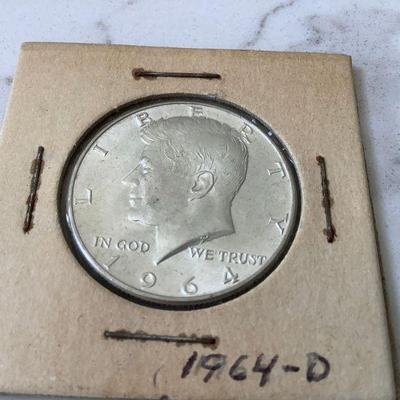 LIBERTY
IN GOD WE TRUST
1964
1964-D